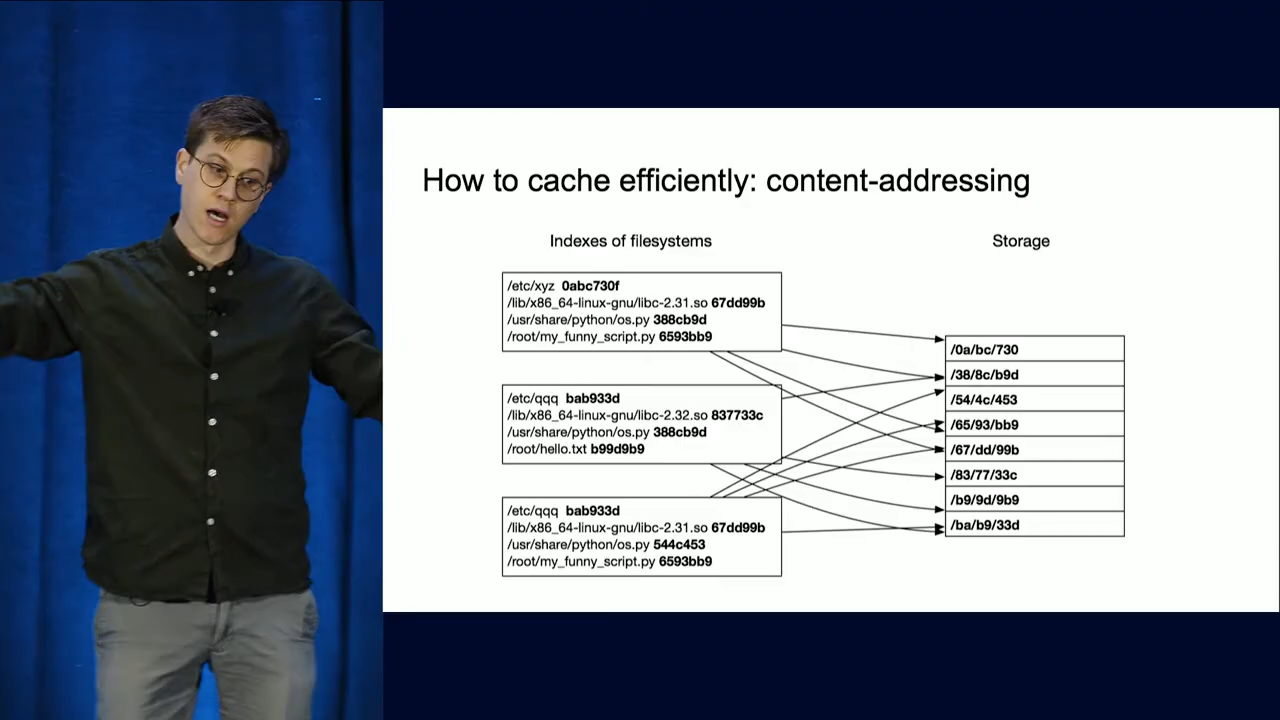 How to cache efficiently: content-addressing
Indexes of filesystems
Storage
/etc/xyz 0abc730f
/lib/x86_64-linux-gnu/libc-2.31.so 67dd99b
/usr/share/python/os.py 388cb9d
/root/my_funny_script.py 6593bb9
/etc/qqq bab933d
/lib/x86_64-linux-gnu/libc-2.32.so 837733c
/usr/share/python/os.py 388cb9d
/root/hello.txt b99d9b9
/etc/qqq bab933d
/lib/x86_64-linux-gnu/libc-2.31.so 67dd99b
/usr/share/python/os.py 544c453
/root/my_funny_script.py 6593bb9
/0a/bc/730
/38/8c/b9d
/54/4c/453
/65/93/bb9
/67/dd/99b
/83/77/33c
/b9/9d/9b9
/ba/b9/33d